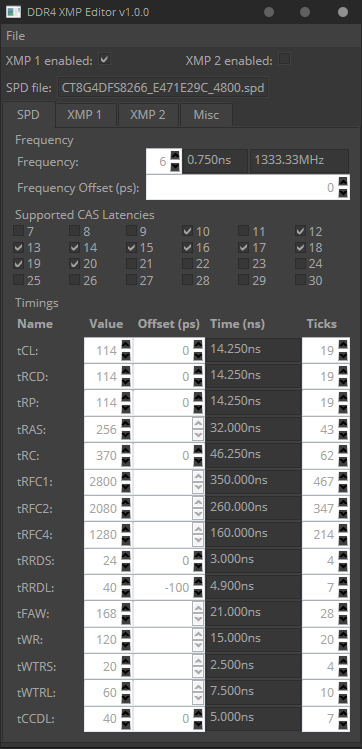 DDR4 XMP Editor v1.0.0
File
XMP 1 enabled: XMP 2 enabled:
SPD file: CT8G4DFS8266_E471E29C_4800.spd
SPD XMP 1 XMP 2 Misc
Frequency
Frequency: 6 0.750ns 1333.33MHz
Frequency Offset (ps): 0
Supported CAS Latencies
7 8 9 10 11 12
13 14 15 16 17 18
19 20 21 22 23 24
25 26 27 28 29 30
Timings
Name Value Offset (ps) Time (ns) Ticks
tCL: 114 0 14.250ns 19
tRCD: 114 0 14.250ns 19
tRP: 114 0 14.250ns 19
tRAS: 256 32.000ns 43
tRC: 370 0 46.250ns 62
tRFC1: 2800 350.000ns 467
tRFC2: 2080 260.000ns 347
tRFC4: 1280 160.000ns 214
tRRDS: 24 0 3.000ns 4
tRRDL: 40 -100 4.900ns 7
tFAW: 168 21.000ns 28
tWR: 120 15.000ns 20
tWTRS: 20 2.500ns 4
tWTRL: 60 7.500ns 10
tCCDL: 40 0 5.000ns 7